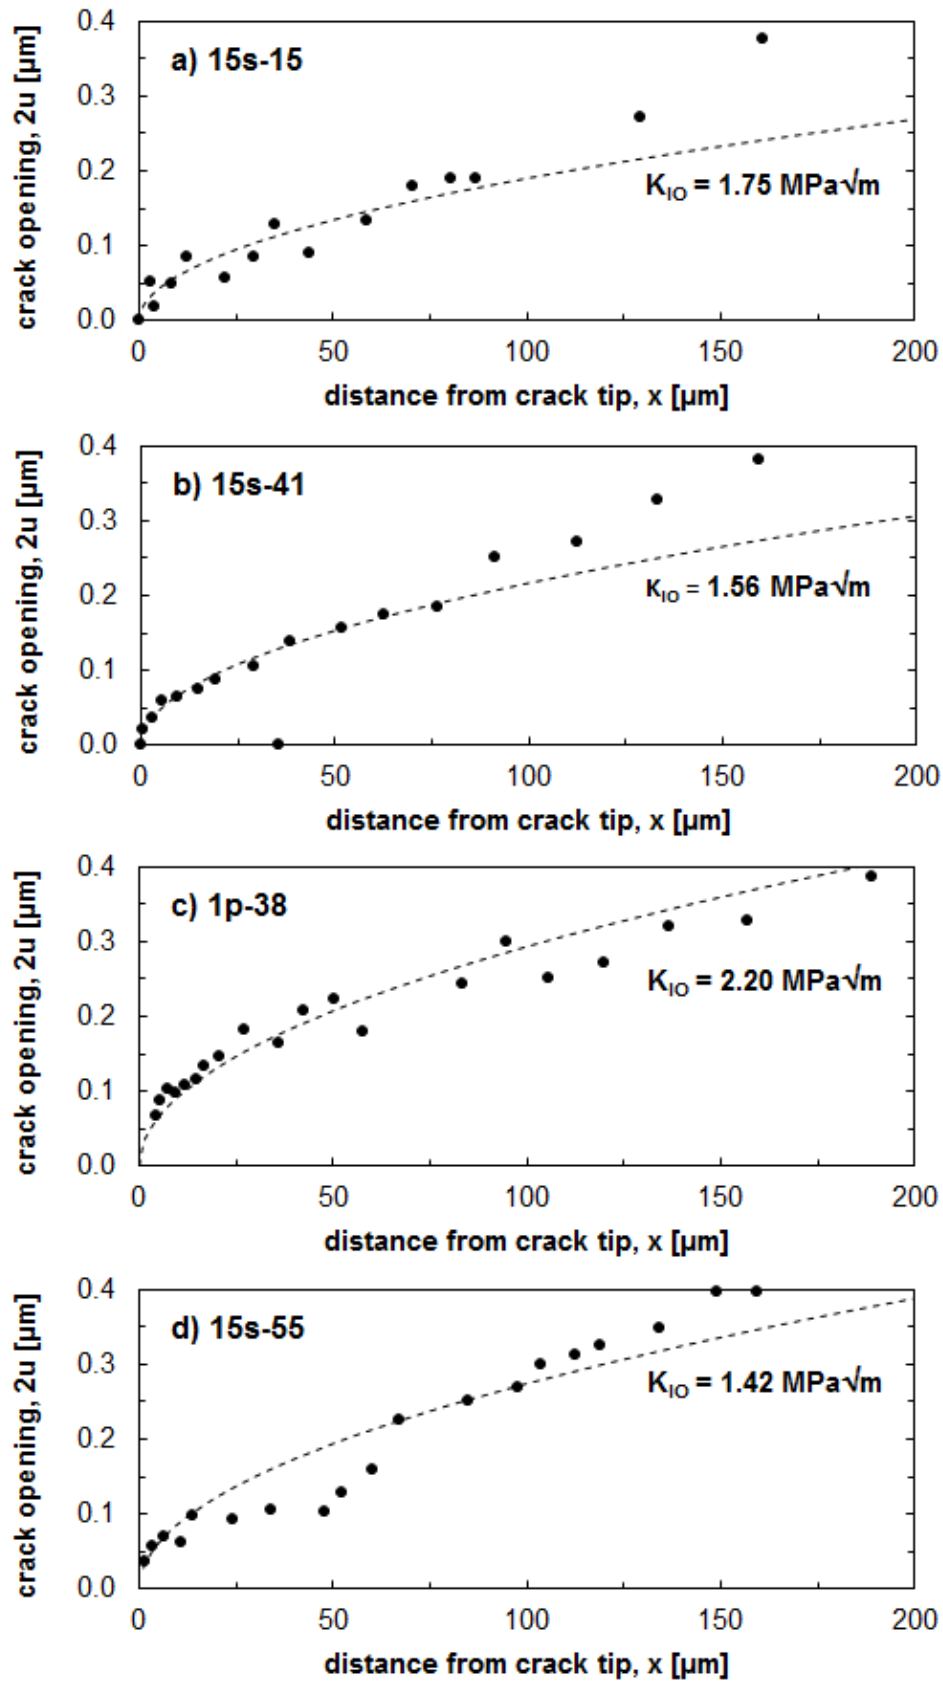 a) 15s-15
crack opening, 2u [µm]
0.4
0.3
0.2
0.1
0.0
K_IO = 1.75 MPa√m
0 50 100 150 200
distance from crack tip, x [µm]
b) 15s-41
crack opening, 2u [µm]
0.4
0.3
0.2
0.1
0.0
K_IO = 1.56 MPa√m
0 50 100 150 200
distance from crack tip, x [µm]
c) 1p-38
crack opening, 2u [µm]
0.4
0.3
0.2
0.1
0.0
K_IO = 2.20 MPa√m
0 50 100 150 200
distance from crack tip, x [µm]
d) 15s-55
crack opening, 2u [µm]
0.4
0.3
0.2
0.1
0.0
K_IO = 1.42 MPa√m
0 50 100 150 200
distance from crack tip, x [µm]